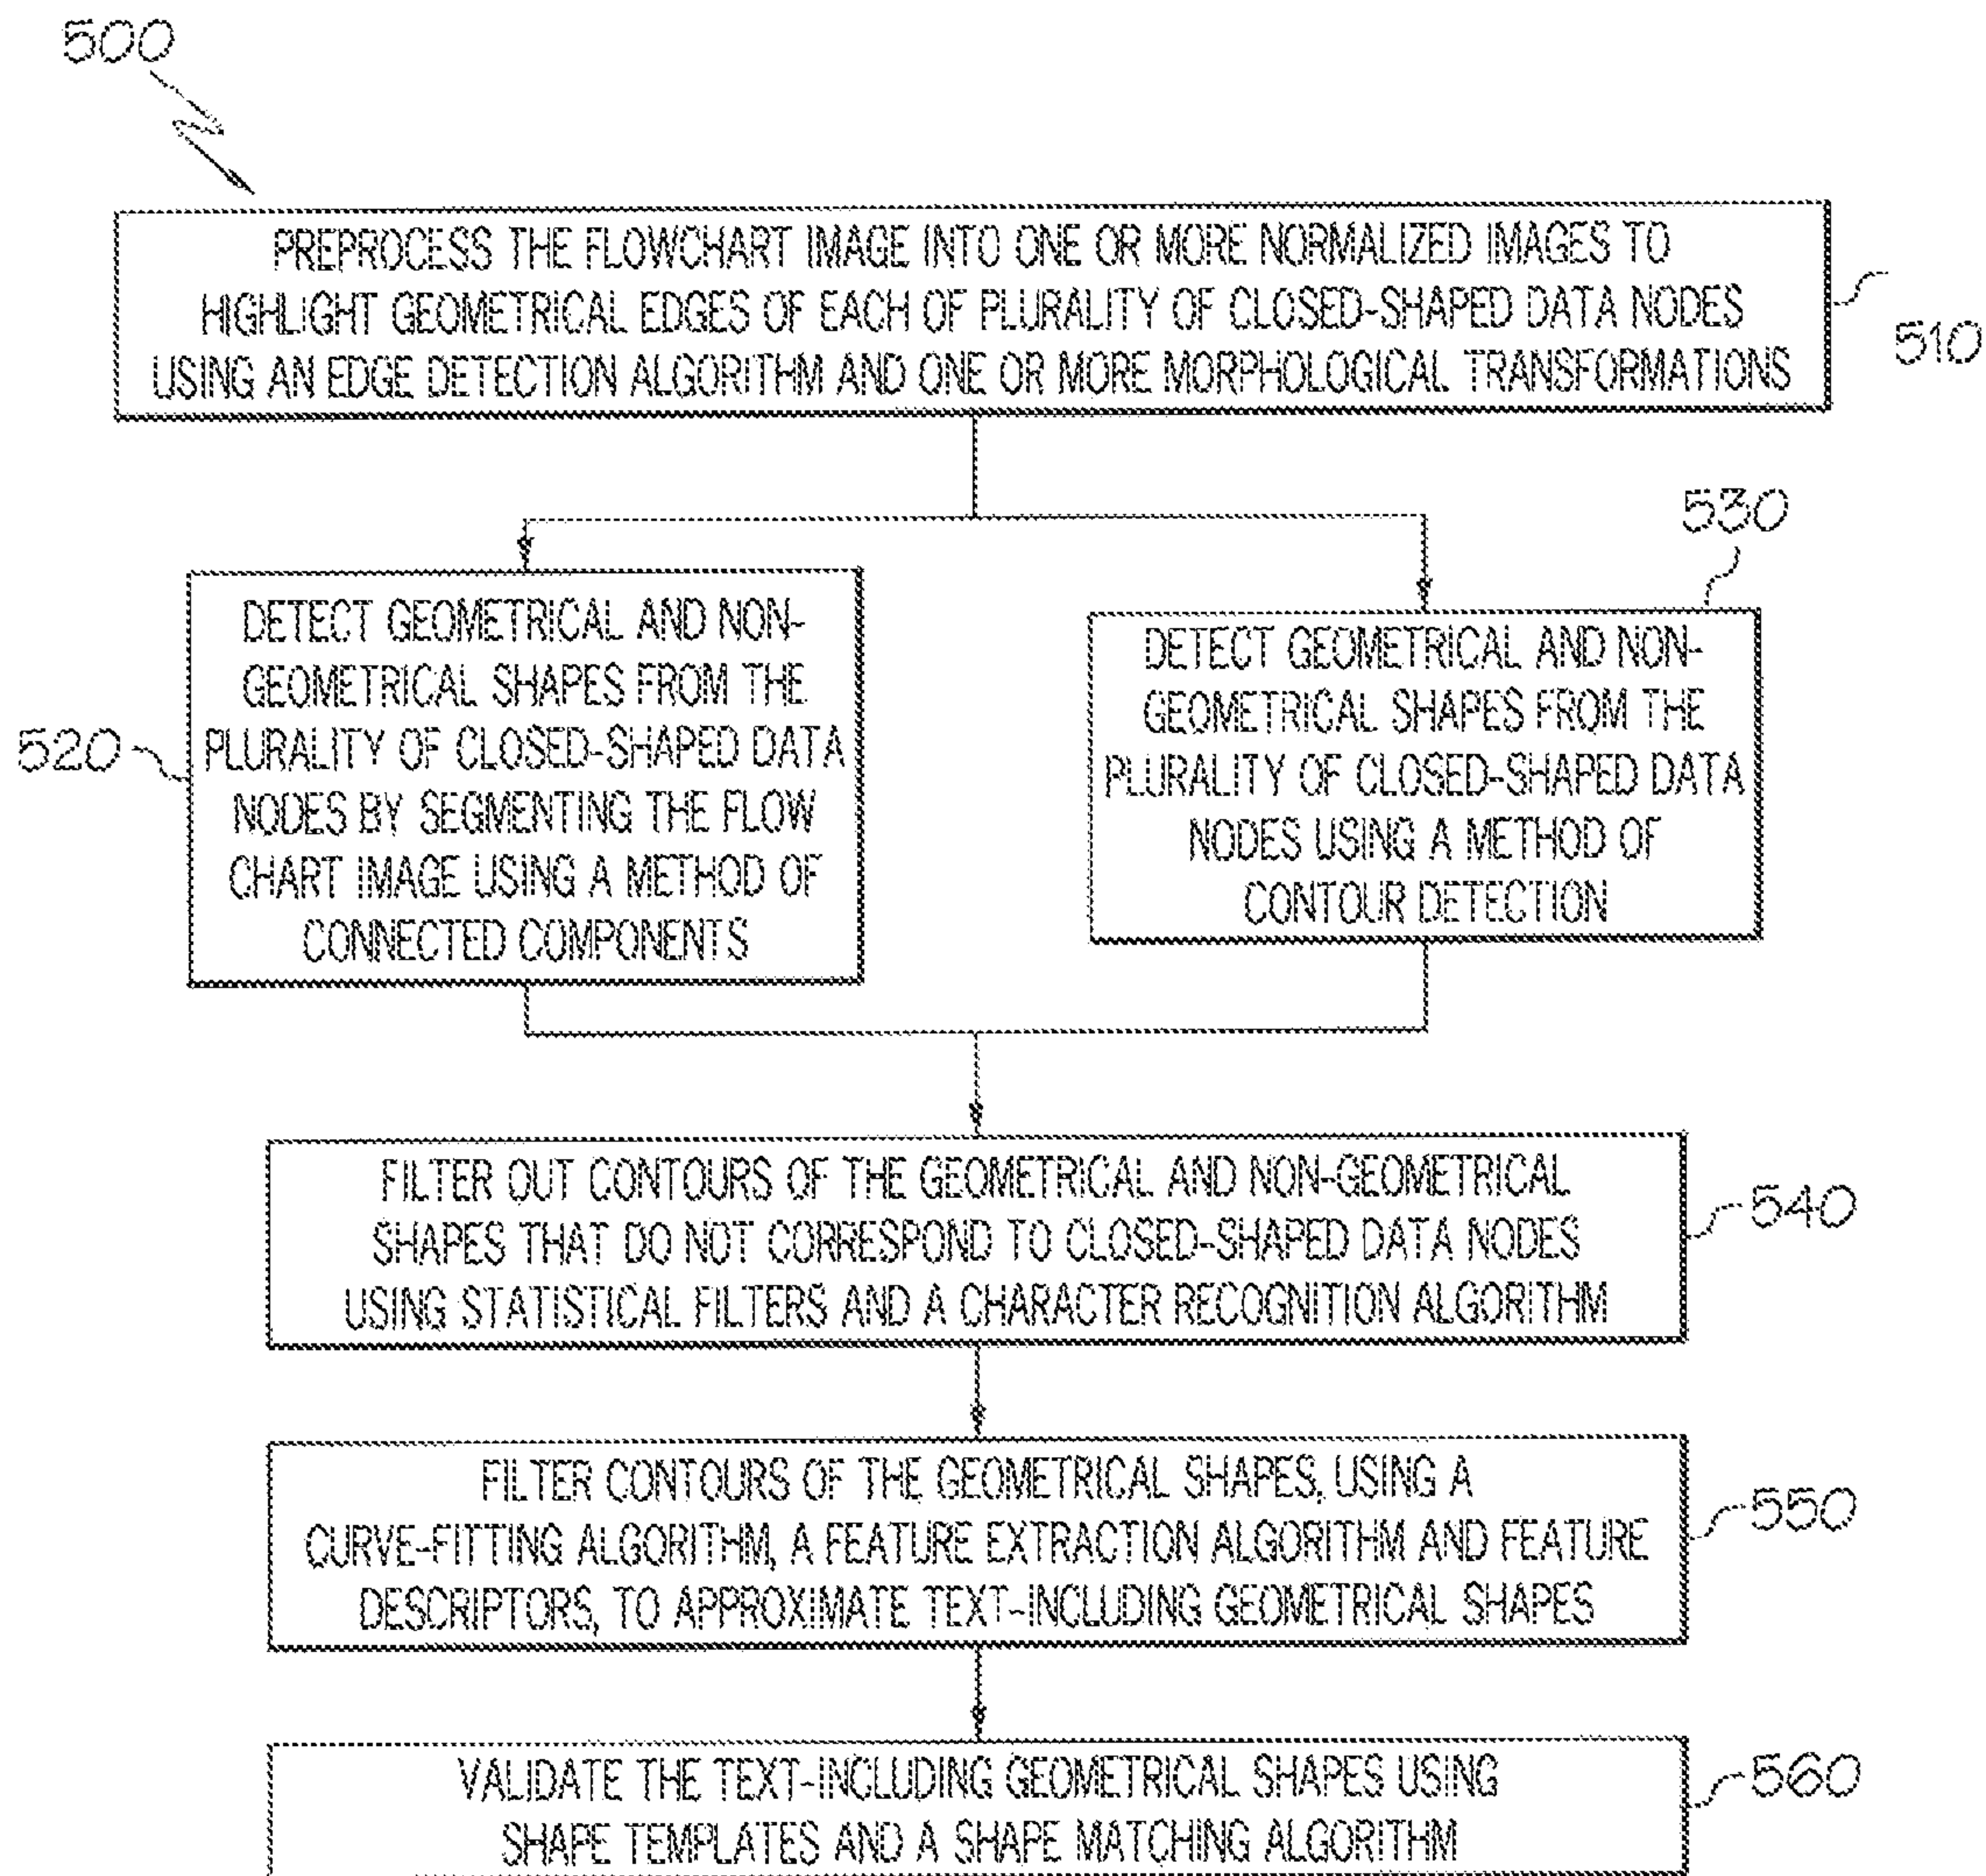 500
PREPROCESS THE FLOWCHART IMAGE INTO ONE OR MORE NORMALIZED IMAGES TO
HIGHLIGHT GEOMETRICAL EDGES OF EACH OF PLURALITY OF CLOSED-SHAPED DATA NODES
USING AN EDGE DETECTION ALGORITHM AND ONE OR MORE MORPHOLOGICAL TRANSFORMATIONS
510
520
DETECT GEOMETRICAL AND NON-
GEOMETRICAL SHAPES FROM THE
PLURALITY OF CLOSED-SHAPED DATA
NODES BY SEGMENTING THE FLOW
CHART IMAGE USING A METHOD OF
CONNECTED COMPONENTS
530
DETECT GEOMETRICAL AND NON-
GEOMETRICAL SHAPES FROM THE
PLURALITY OF CLOSED-SHAPED DATA
NODES USING A METHOD OF
CONTOUR DETECTION
FILTER OUT CONTOURS OF THE GEOMETRICAL AND NON-GEOMETRICAL
SHAPES THAT DO NOT CORRESPOND TO CLOSED-SHAPED DATA NODES
USING STATISTICAL FILTERS AND A CHARACTER RECOGNITION ALGORITHM
540
FILTER CONTOURS OF THE GEOMETRICAL SHAPES, USING A
CURVE-FITTING ALGORITHM, A FEATURE EXTRACTION ALGORITHM AND FEATURE
DESCRIPTORS, TO APPROXIMATE TEXT-INCLUDING GEOMETRICAL SHAPES
550
VALIDATE THE TEXT-INCLUDING GEOMETRICAL SHAPES USING
SHAPE TEMPLATES AND A SHAPE MATCHING ALGORITHM
560